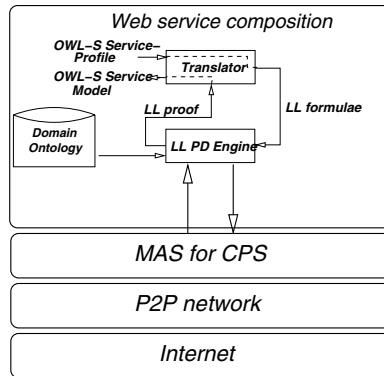 Web service composition
OWL-S Service-
Profile
OWL-S Service
Model
Translator
LL proof
LL formulae
Domain
Ontology
LL PD Engine
MAS for CPS
P2P network
Internet